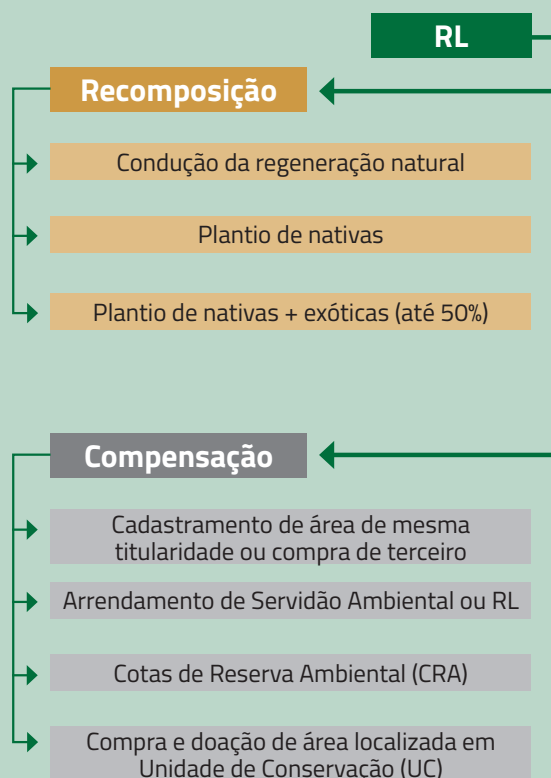 RL
Recomposição
Condução da regeneração natural
Plantio de nativas
Plantio de nativas + exóticas (até 50%)
Compensação
Cadastramento de área de mesma
titularidade ou compra de terceiro
Arrendamento de Servidão Ambiental ou RL
Cotas de Reserva Ambiental (CRA)
Compra e doação de área localizada em
Unidade de Conservação (UC)